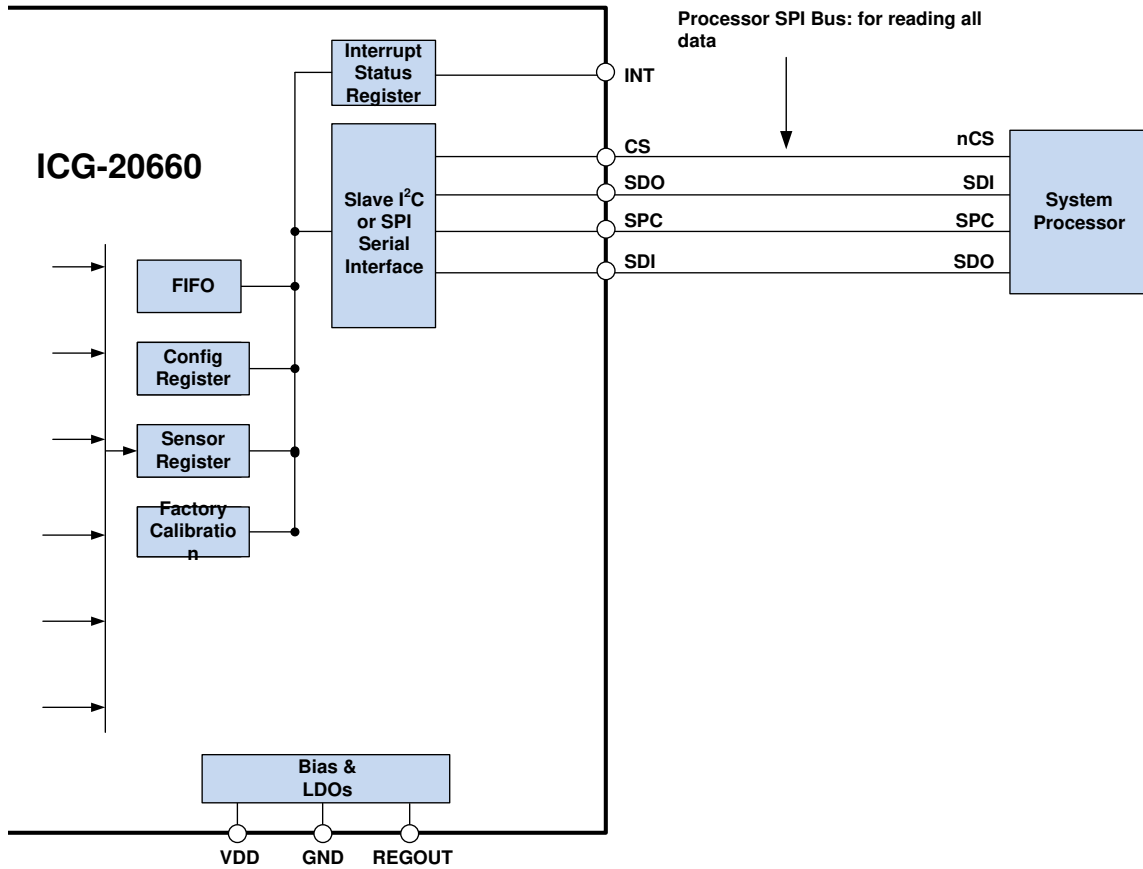 Processor SPI Bus: for reading all
data
Interrupt
Status
Register
INT
ICG-20660
Slave I²C
or SPI
Serial
Interface
CS
SDO
SPC
SDI
nCS
SDI
SPC
SDO
System
Processor
FIFO
Config
Register
Sensor
Register
Factory
Calibratio
n
Bias &
LDOs
VDD
GND
REGOUT